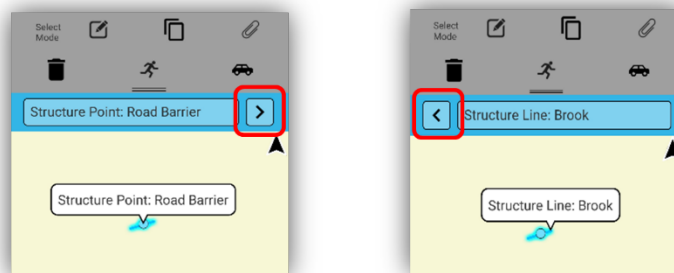 Select
Mode
Structure Point: Road Barrier
Structure Point: Road Barrier
Select
Mode
Structure Line: Brook
Structure Line: Brook